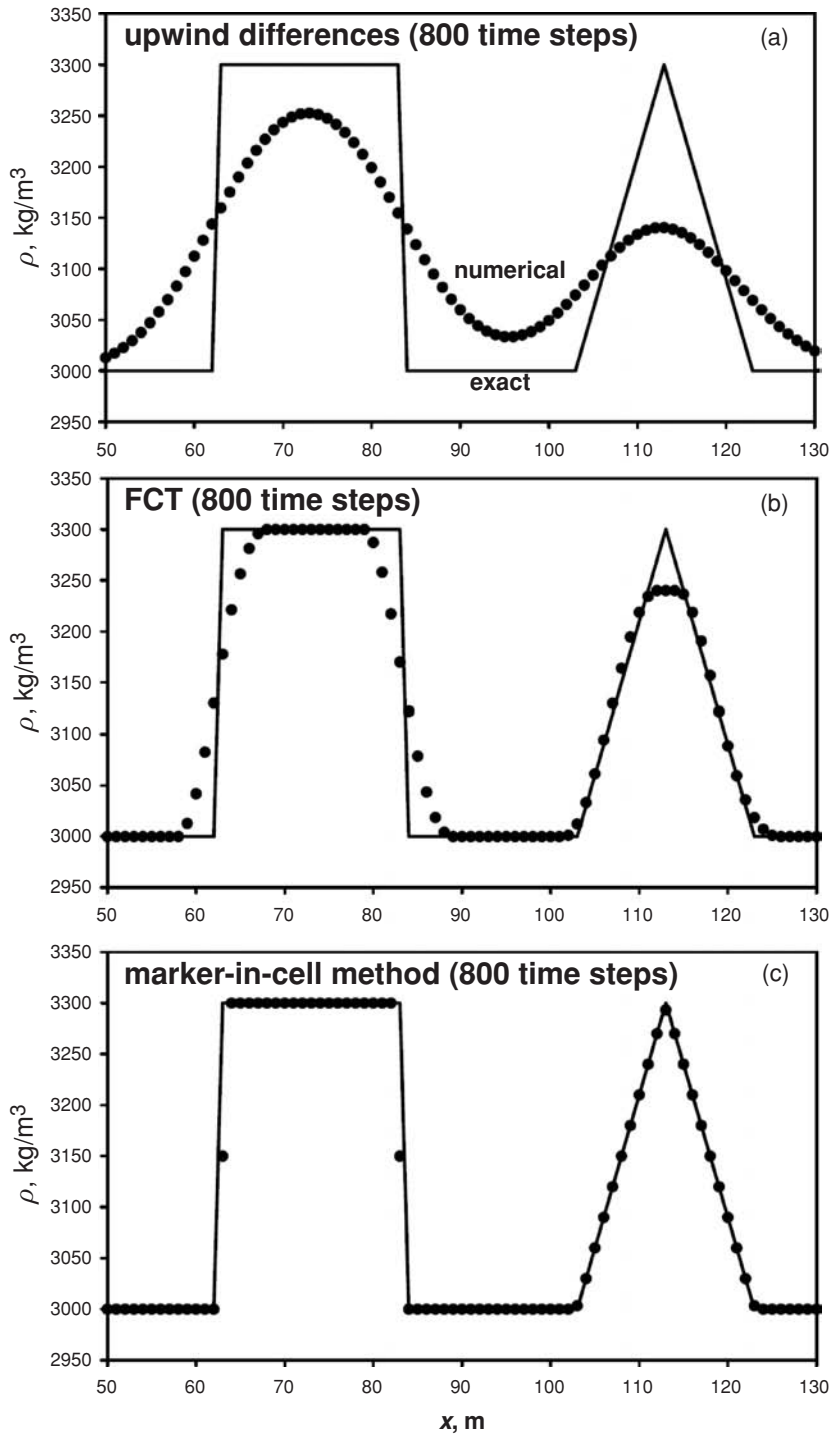 upwind differences (800 time steps)
(a)
3350
3300
3250
3200
3150
3100
3050
3000
2950
ρ, kg/m³
numerical
exact
50 60 70 80 90 100 110 120 130
FCT (800 time steps)
(b)
3350
3300
3250
3200
3150
3100
3050
3000
2950
ρ, kg/m³
50 60 70 80 90 100 110 120 130
marker-in-cell method (800 time steps)
(c)
3350
3300
3250
3200
3150
3100
3050
3000
2950
ρ, kg/m³
50 60 70 80 90 100 110 120 130
x, m